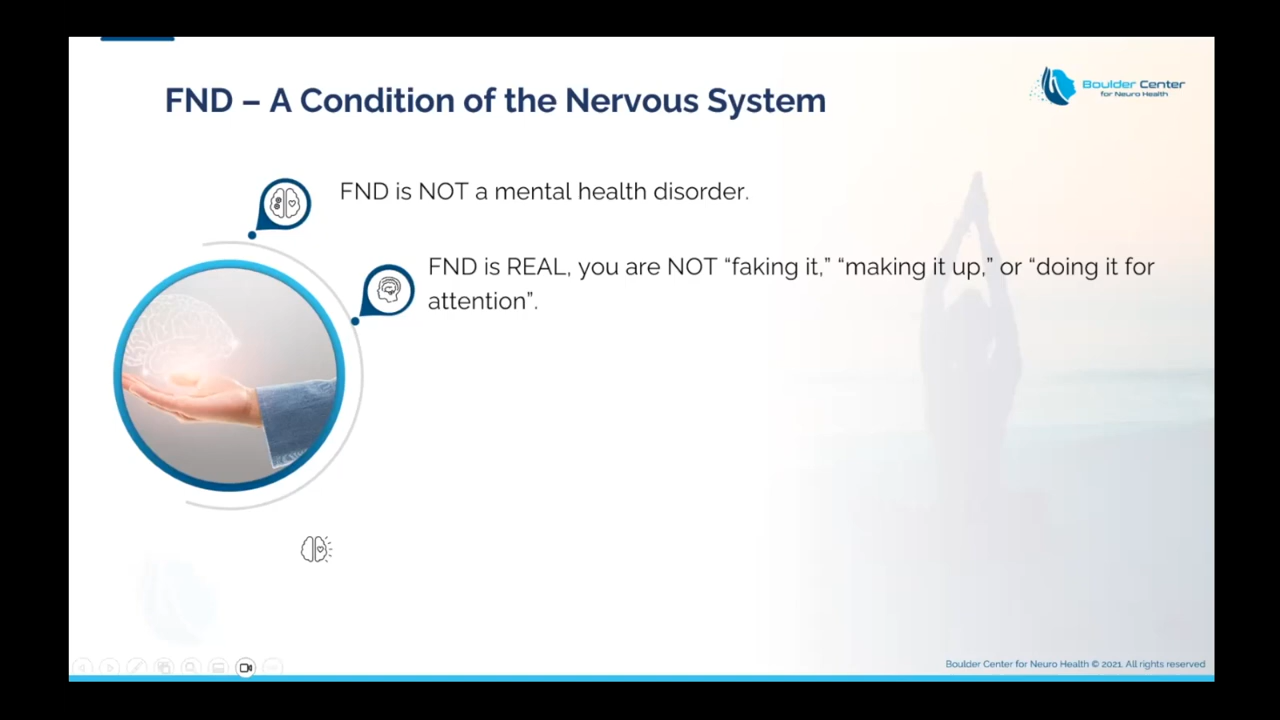 FND – A Condition of the Nervous System
Boulder Center
for Neuro Health
FND is NOT a mental health disorder.
FND is REAL, you are NOT “faking it,” “making it up,” or “doing it for
attention”.
Boulder Center for Neuro Health © 2021. All rights reserved